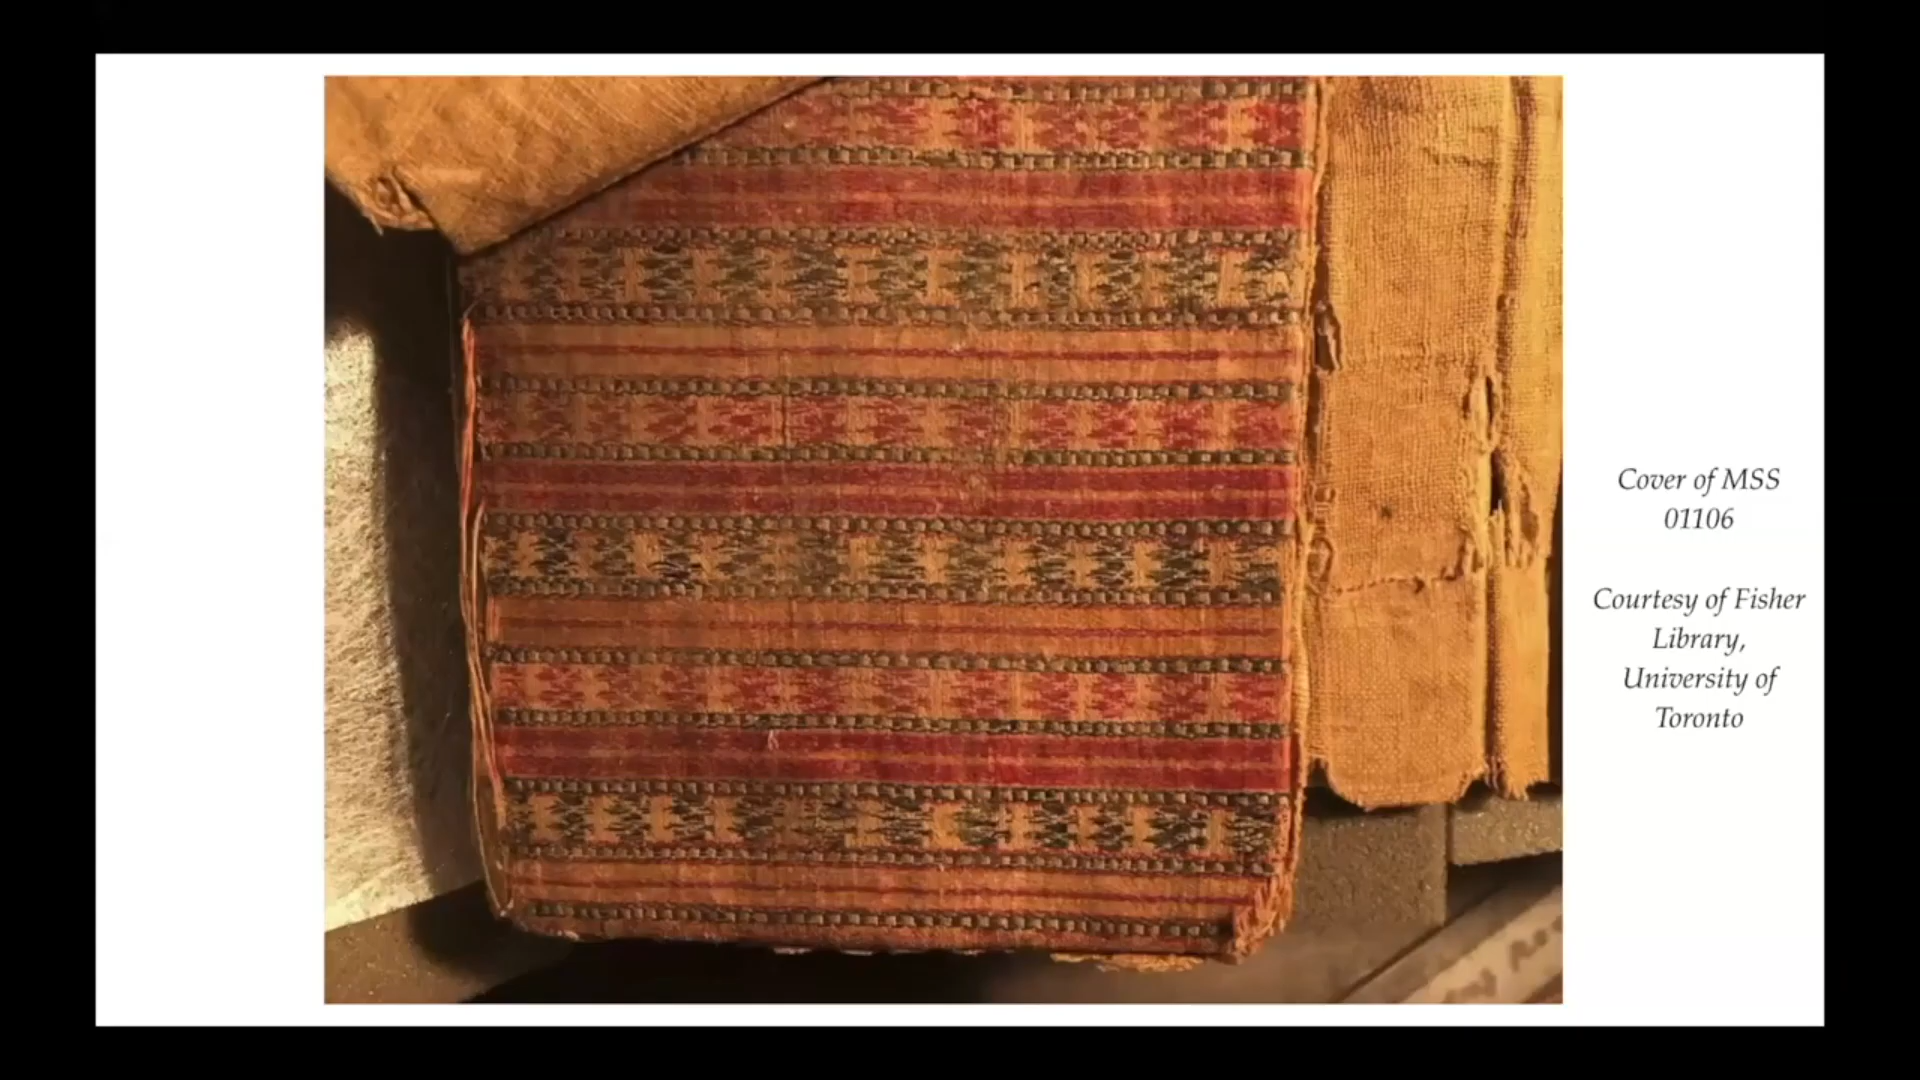 Cover of MSS
01106
Courtesy of Fisher
Library,
University of
Toronto